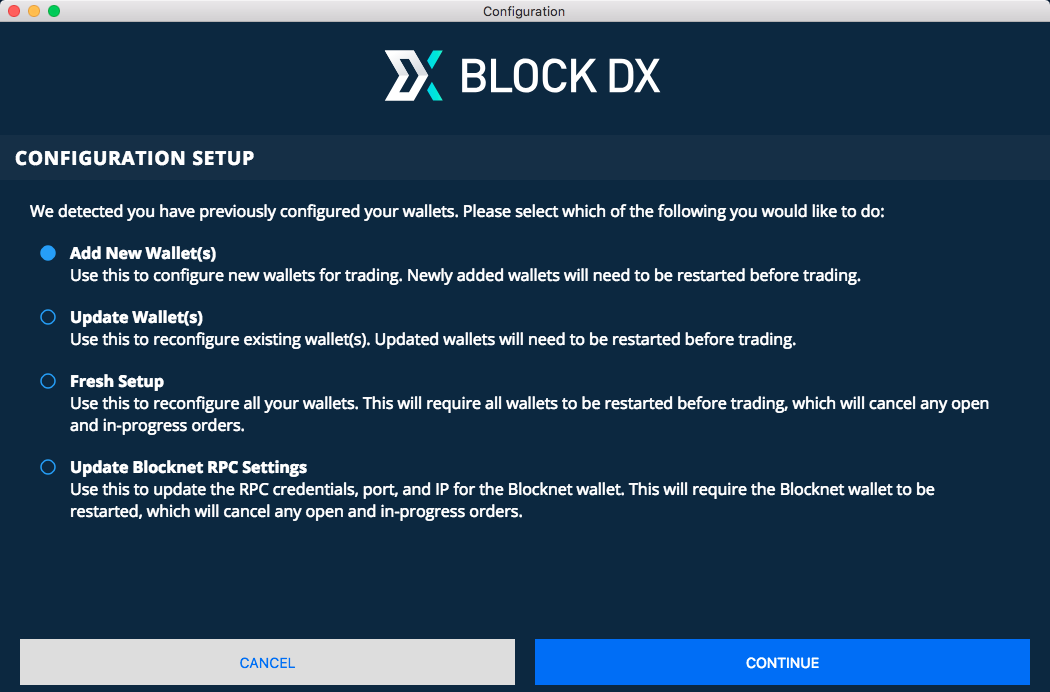 Configuration
BLOCK DX
CONFIGURATION SETUP
We detected you have previously configured your wallets. Please select which of the following you would like to do:
Add New Wallet(s)
Use this to configure new wallets for trading. Newly added wallets will need to be restarted before trading.
Update Wallet(s)
Use this to reconfigure existing wallet(s). Updated wallets will need to be restarted before trading.
Fresh Setup
Use this to reconfigure all your wallets. This will require all wallets to be restarted before trading, which will cancel any open
and in-progress orders.
Update Blocknet RPC Settings
Use this to update the RPC credentials, port, and IP for the Blocknet wallet. This will require the Blocknet wallet to be
restarted, which will cancel any open and in-progress orders.
CANCEL
CONTINUE